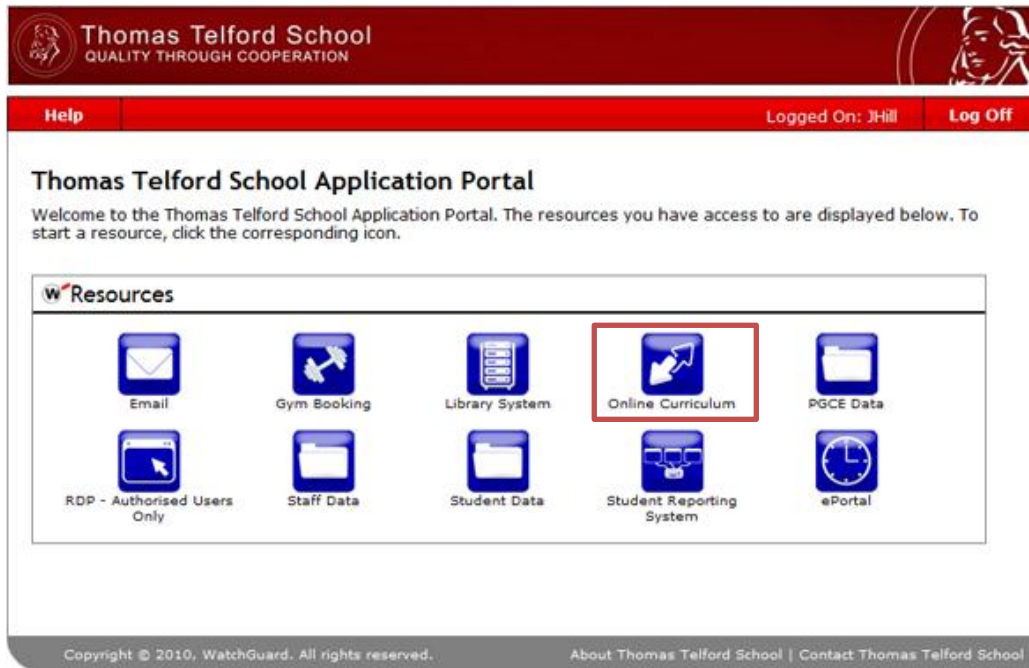 Thomas Telford School
QUALITY THROUGH COOPERATION
Help
Logged On: JHill
Log Off
Thomas Telford School Application Portal
Welcome to the Thomas Telford School Application Portal. The resources you have access to are displayed below. To
start a resource, click the corresponding icon.
W Resources
Email
Gym Booking
Library System
Online Curriculum
PGCE Data
RDP - Authorised Users
Only
Staff Data
Student Data
Student Reporting
System
ePortal
Copyright © 2010, WatchGuard. All rights reserved.
About Thomas Telford School | Contact Thomas Telford School